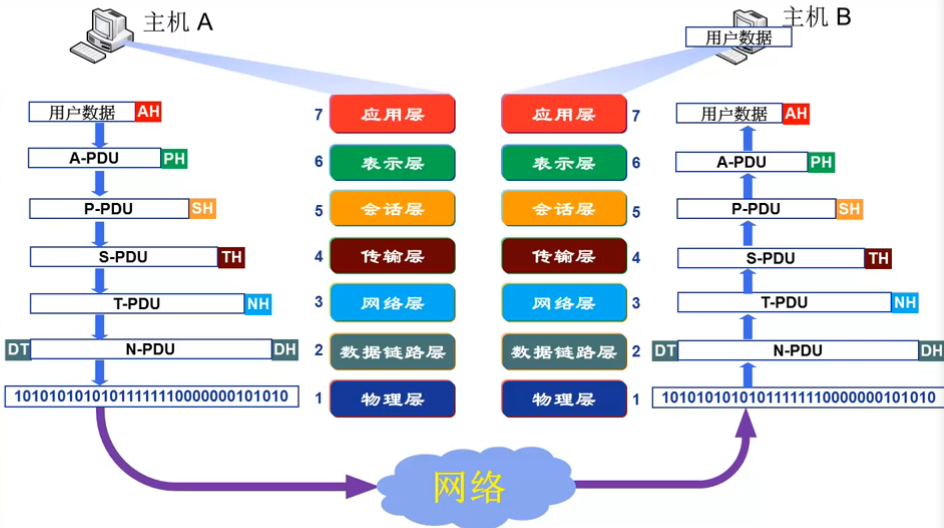 主机 A
主机 B
用户数据
用户数据 AH 7 应用层 应用层 7 用户数据 AH
A-PDU PH 6 表示层 表示层 6 A-PDU PH
P-PDU SH 5 会话层 会话层 5 P-PDU SH
S-PDU TH 4 传输层 传输层 4 S-PDU TH
T-PDU NH 3 网络层 网络层 3 T-PDU NH
DT N-PDU DH 2 数据链路层 数据链路层 2 DT N-PDU DH
1010101010101111111000000010​1010 1 物理层 物理层 1 1010101010101111111000000010​1010
网络